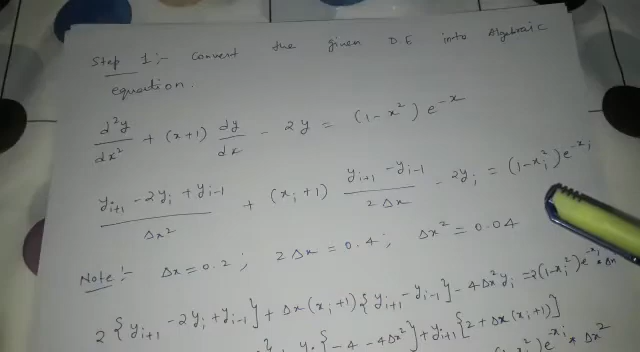 Step 1:- Convert the given D.E into Algebraic
equation.
d²y/dx² + (x+1) dy/dx - 2y = (1-x²) e^-x
(y_{i+1} - 2y_i + y_{i-1})/Δx² + (x_i+1) (y_{i+1} - y_{i-1})/2Δx - 2y_i = (1-x_i²) e^{-x_i}
Note:- Δx = 0.2 ; 2Δx = 0.4 ; Δx² = 0.04
2{y_{i+1} - 2y_i + y_{i-1}} + Δx(x_i+1){y_{i+1} - y_{i-1}} - 4Δx² y_i = 2(1-x_i²) e^{-x_i} * Δx
y_i{-4 - 4Δx²} + y_{i+1}{2 + Δx(x_i+1)}
x_i²) e^{-x_i} * Δx²